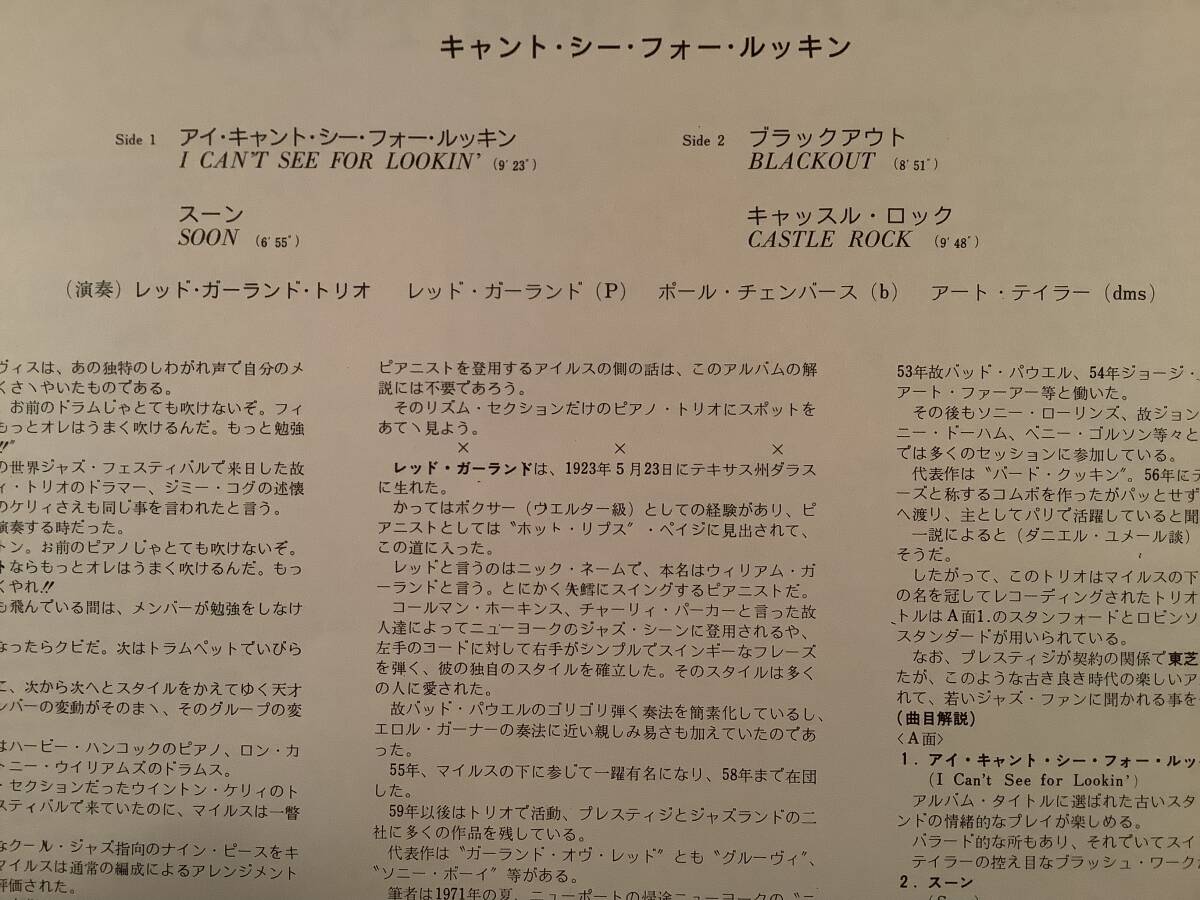 キャント・シー・フォー・ルッキン
Side 1 アイ・キャント・シー・フォー・ルッキン
I CAN'T SEE FOR LOOKIN' (9′23″)
スーン
SOON (6′55″)
Side 2 ブラックアウト
BLACKOUT (8′51″)
キャッスル・ロック
CASTLE ROCK (9′48″)
(演奏) レッド・ガーランド・トリオ レッド・ガーランド (P) ポール・チェンバース (b) アート・テイラー (dms)
ヴィスは、あの独特のしわがれ声で自分のメ
くさヽやいたものである。
お前のドラムじゃとても吹けないぞ。フィ
もっとオレはうまく吹けるんだ。もっと勉強
!!”
の世界ジャズ・フェスティバルで来日した故
ィ・トリオのドラマー、ジミー・コグの述懐
のケリィさえも同じ事を言われたと言う。
演奏する時だった。
トン。お前のピアノじゃとても吹けないぞ。
トならもっとオレはうまく吹けるんだ。もっ
くやれ!!
も飛んでいる間は、メンバーが勉強をしなけ
なったらクビだ。次はトラムペットでいびら
こ、次から次へとスタイルをかえてゆく天才
ンバーの変動がそのまヽ、そのグループの変
はハービー・ハンコックのピアノ、ロン・カ
トニー・ウイリアムズのドラムス。
・セクションだったウイントン・ケリィのト
スティバルで来ていたのに、マイルスは一瞥
なクール・ジャズ指向のナイン・ピースをキ
マイルスは通常の編成によるアレンジメント
評価された。
ピアニストを登用するアイルスの側の話は、このアルバムの解
説には不要であろう。
そのリズム・セクションだけのピアノ・トリオにスポットを
あてヽ見よう。
× × ×
レッド・ガーランドは、1923年5月23日にテキサス州ダラス
に生れた。
かってはボクサー（ウエルター級）としての経験があり、ピ
アニストとしては“ホット・リプス”・ペイジに見出されて、
この道に入った。
レッドと言うのはニック・ネームで、本名はウィリアム・ガ
ーランドと言う。とにかく矢鱈にスイングするピアニストだ。
コールマン・ホーキンス、チャーリィ・パーカーと言った故
人達によってニューヨークのジャズ・シーンに登用されるや、
左手のコードに対して右手がシンプルでスインギーなフレーズ
を弾く、彼の独自のスタイルを確立した。そのスタイルは多く
の人に愛された。
故バッド・パウエルのゴリゴリ弾く奏法を簡素化しているし、
エロル・ガーナーの奏法に近い親しみ易さも加えていたのであ
った。
55年、マイルスの下に参じて一躍有名になり、58年まで在団
した。
59年以後はトリオで活動、プレスティジとジャズランドの二
社に多くの作品を残している。
代表作は“ガーランド・オヴ・レッド”とも“グルーヴィ”、
“ソニー・ボーイ”等がある。
筆者は1971年の夏、ニューポートの帰途ニューヨークの“ニ
53年故バッド・パウエル、54年ジョージ・
アート・ファーアー等と働いた。
その後もソニー・ローリンズ、故ジョン
ニー・ドーハム、ベニー・ゴルソン等々と
では多くのセッションに参加している。
代表作は“バード・クッキン”。56年にテ
ーズと称するコムボを作ったがパッとせず
へ渡り、主としてパリで活躍していると聞
一説によると（ダニエル・ユメール談）
そうだ。
したがって、このトリオはマイルスの下
の名を冠してレコーディングされたトリオ
トルはA面1.のスタンフォードとロビンソ
スタンダードが用いられている。
なお、プレスティジが契約の関係で東芝
たが、このような古き良き時代の楽しいア
れて、若いジャズ・ファンに聞かれる事を
(曲目解説)
〈A面〉
1. アイ・キャント・シー・フォー・ルッ
(I Can't See for Lookin')
アルバム・タイトルに選ばれた古いスタ
ンドの情緒的なプレイが楽しめる。
バラード的な所もあり、それでいてスイ
テイラーの控え目なブラッシュ・ワーク
2. スーン